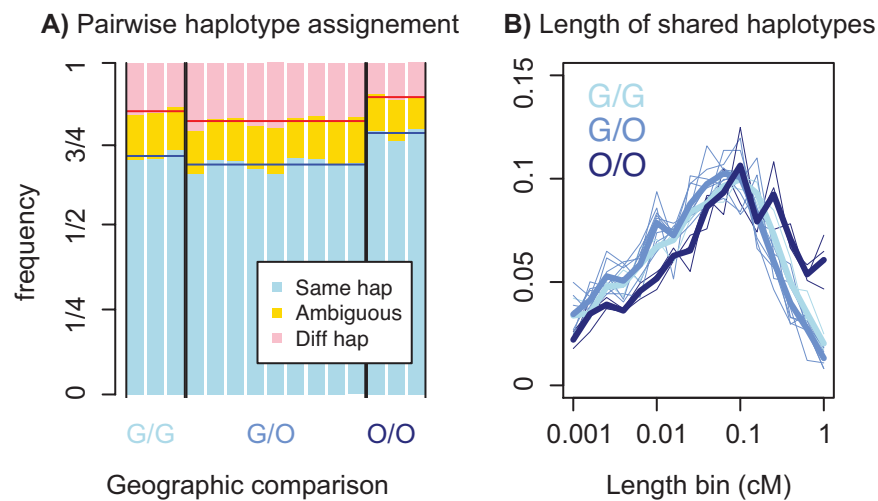 A) Pairwise haplotype assignement
frequency
1
3/4
1/2
1/4
0
Same hap
Ambiguous
Diff hap
G/G
G/O
O/O
Geographic comparison
B) Length of shared haplotypes
0.15
0.1
0.05
0
G/G
G/O
O/O
0.001
0.01
0.1
1
Length bin (cM)